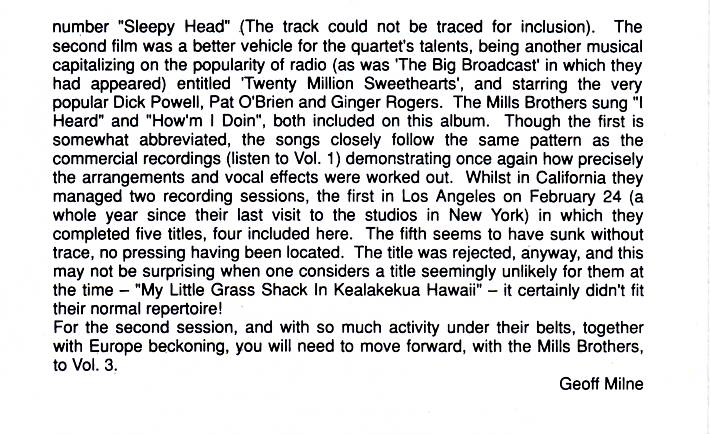 number "Sleepy Head" (The track could not be traced for inclusion). The
second film was a better vehicle for the quartet's talents, being another musical
capitalizing on the popularity of radio (as was 'The Big Broadcast' in which they
had appeared) entitled 'Twenty Million Sweethearts', and starring the very
popular Dick Powell, Pat O'Brien and Ginger Rogers. The Mills Brothers sung "I
Heard" and "How'm I Doin", both included on this album. Though the first is
somewhat abbreviated, the songs closely follow the same pattern as the
commercial recordings (listen to Vol. 1) demonstrating once again how precisely
the arrangements and vocal effects were worked out. Whilst in California they
managed two recording sessions, the first in Los Angeles on February 24 (a
whole year since their last visit to the studios in New York) in which they
completed five titles, four included here. The fifth seems to have sunk without
trace, no pressing having been located. The title was rejected, anyway, and this
may not be surprising when one considers a title seemingly unlikely for them at
the time – "My Little Grass Shack In Kealakekua Hawaii" – it certainly didn't fit
their normal repertoire!
For the second session, and with so much activity under their belts, together
with Europe beckoning, you will need to move forward, with the Mills Brothers,
to Vol. 3.
Geoff Milne